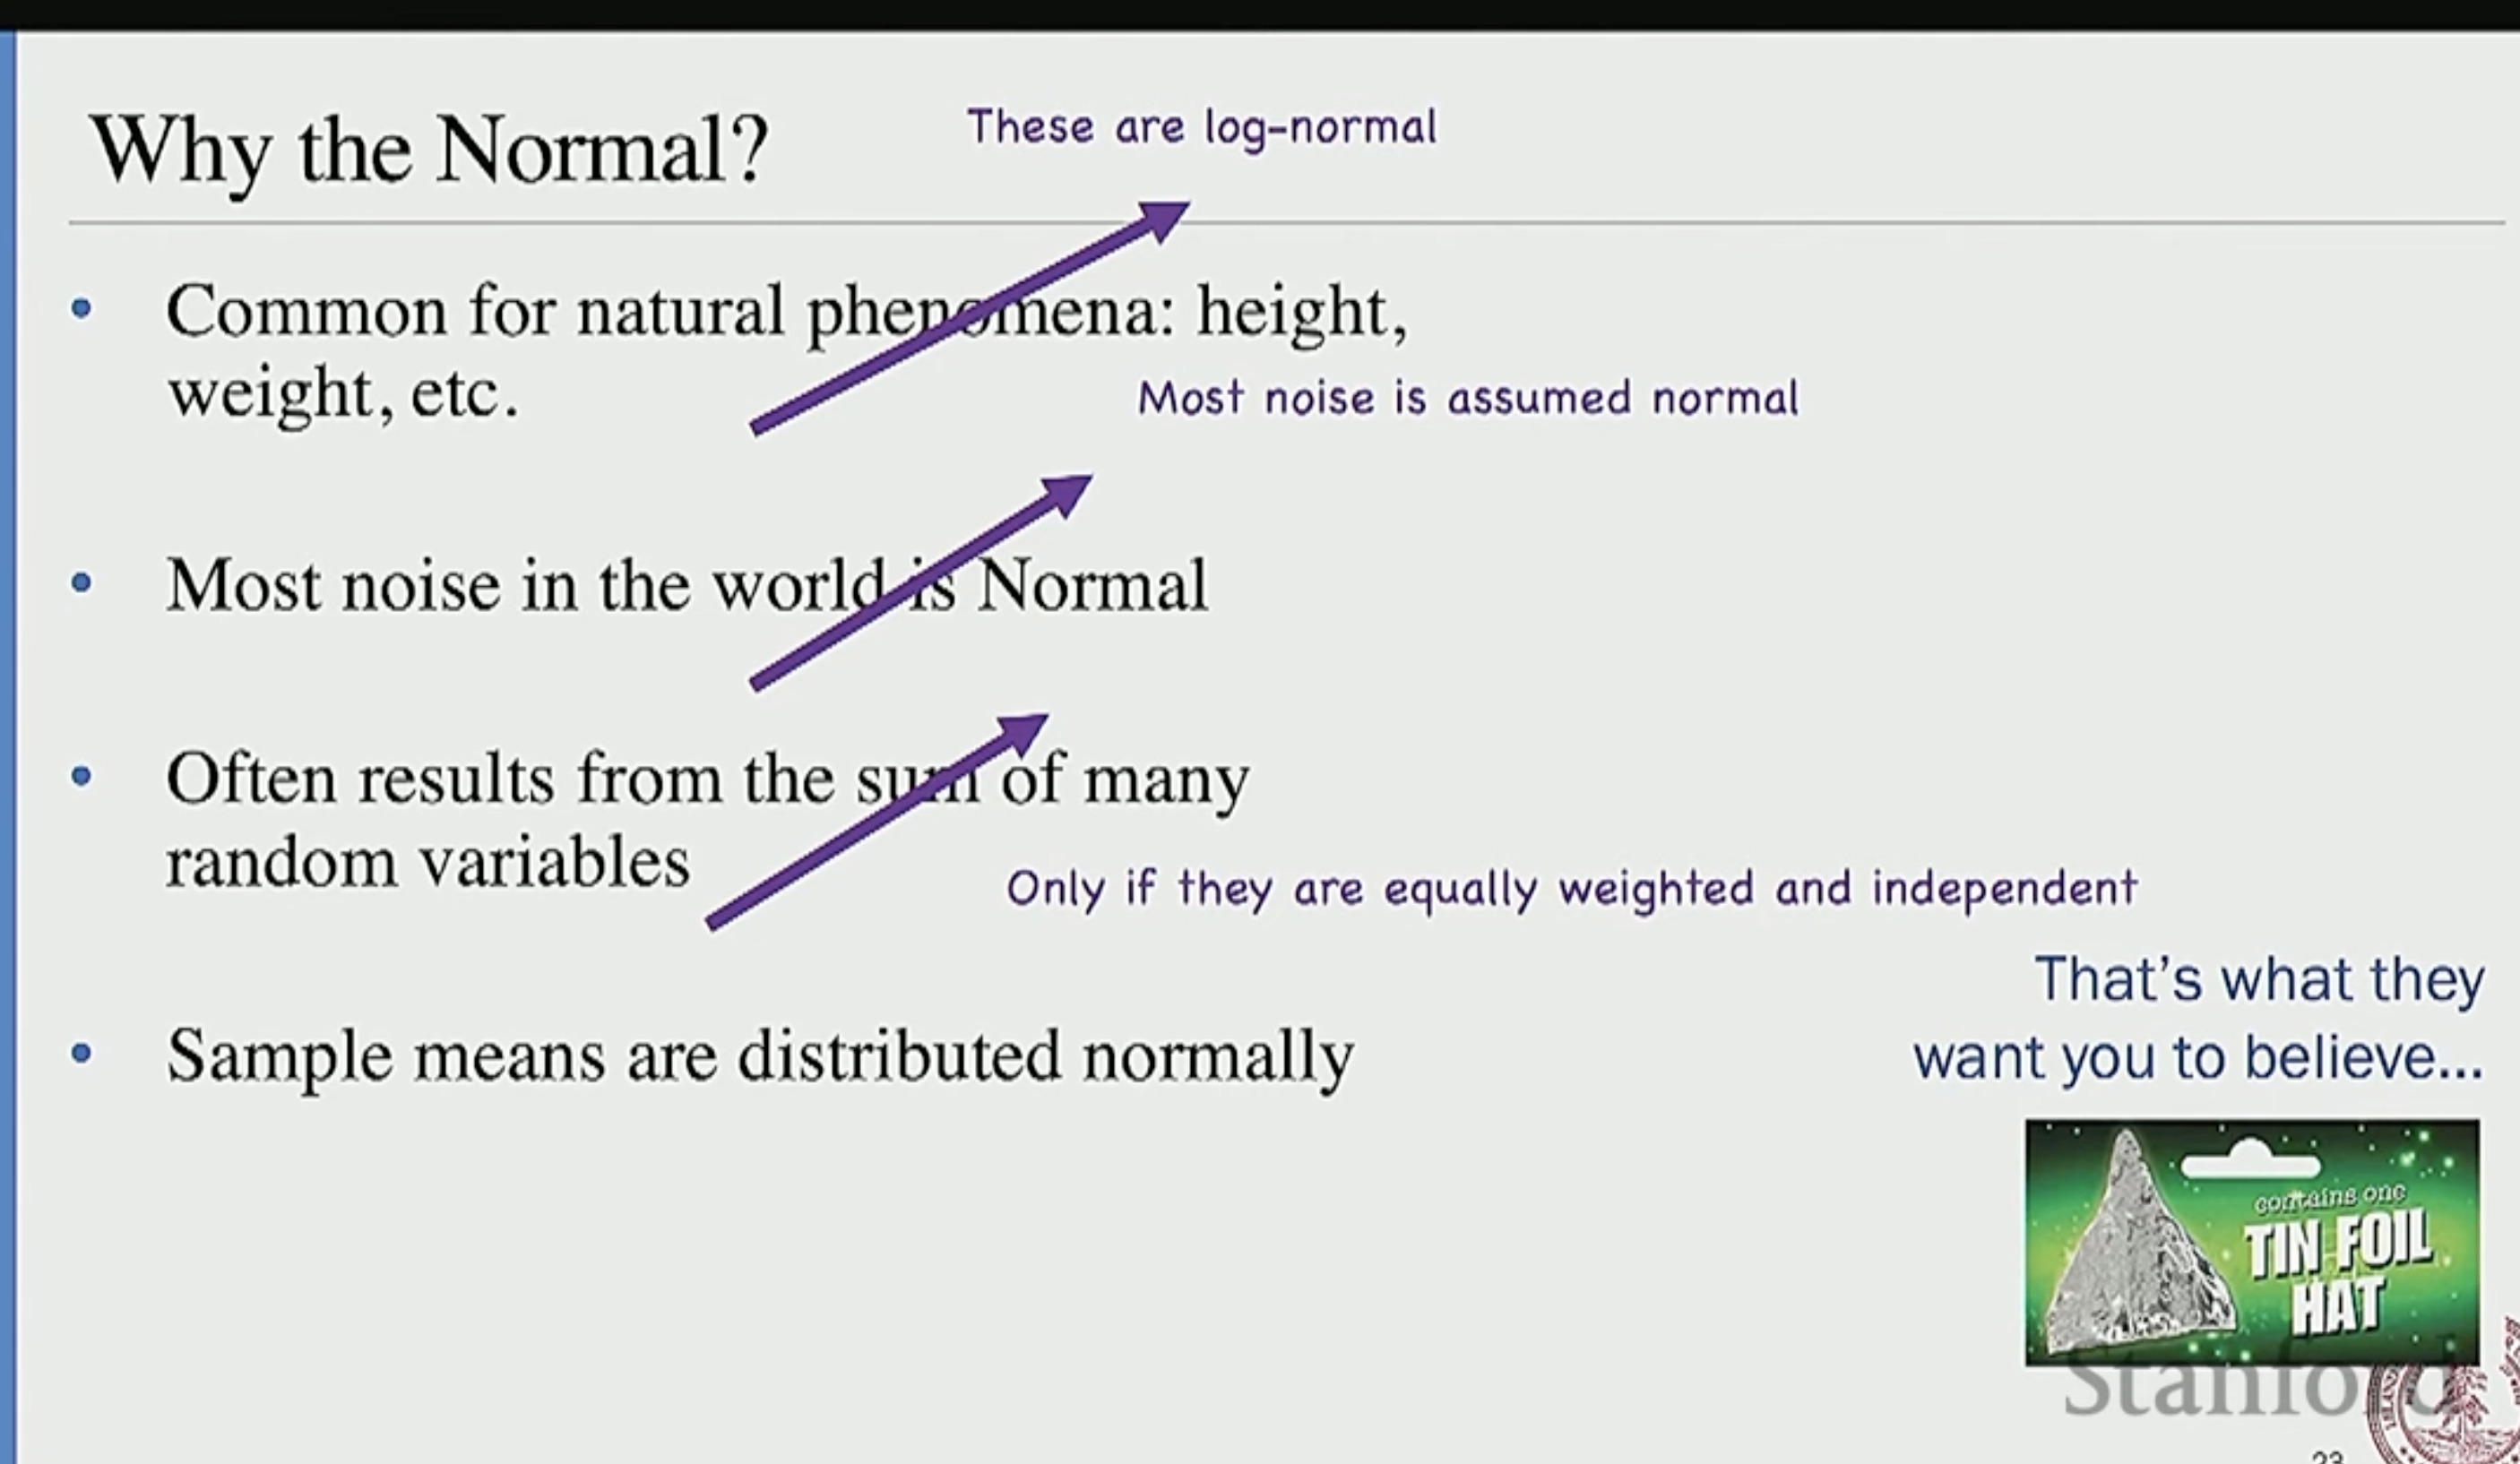 Why the Normal?
These are log-normal
• Common for natural phenomena: height,
weight, etc.
Most noise is assumed normal
• Most noise in the world is Normal
• Often results from the sum of many
random variables
Only if they are equally weighted and independent
• Sample means are distributed normally
That's what they
want you to believe...
contains one
TIN FOIL
HAT
Stanford
23